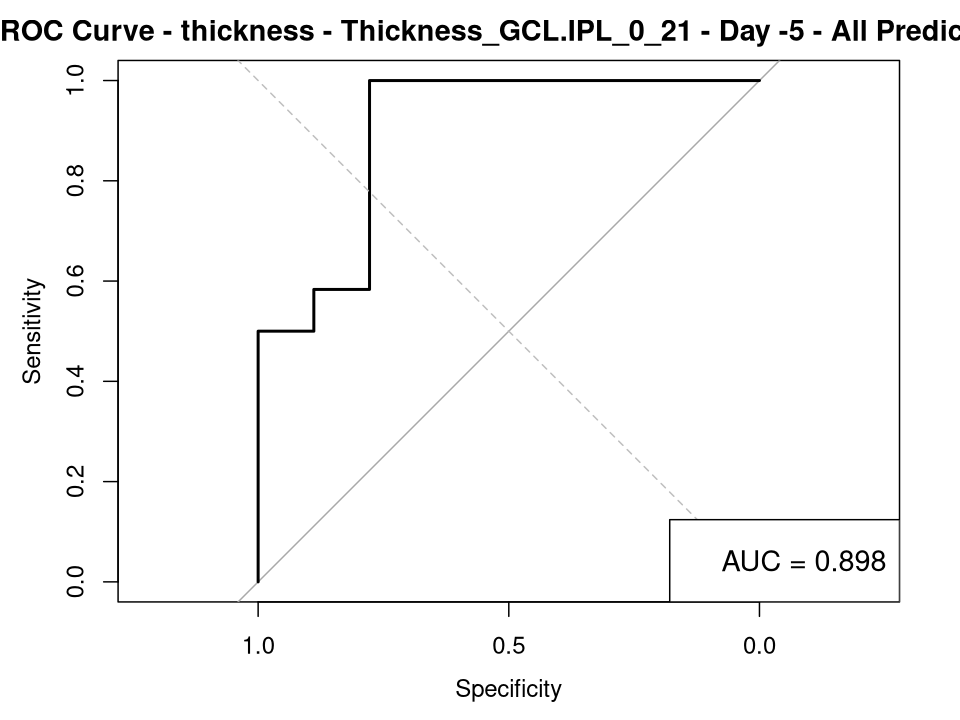 ROC Curve - thickness - Thickness_GCL.IPL_0_21 - Day -5 - All Predic
1.0
0.8
0.6
0.4
0.2
0.0
Sensitivity
AUC = 0.898
1.0 0.5 0.0
Specificity